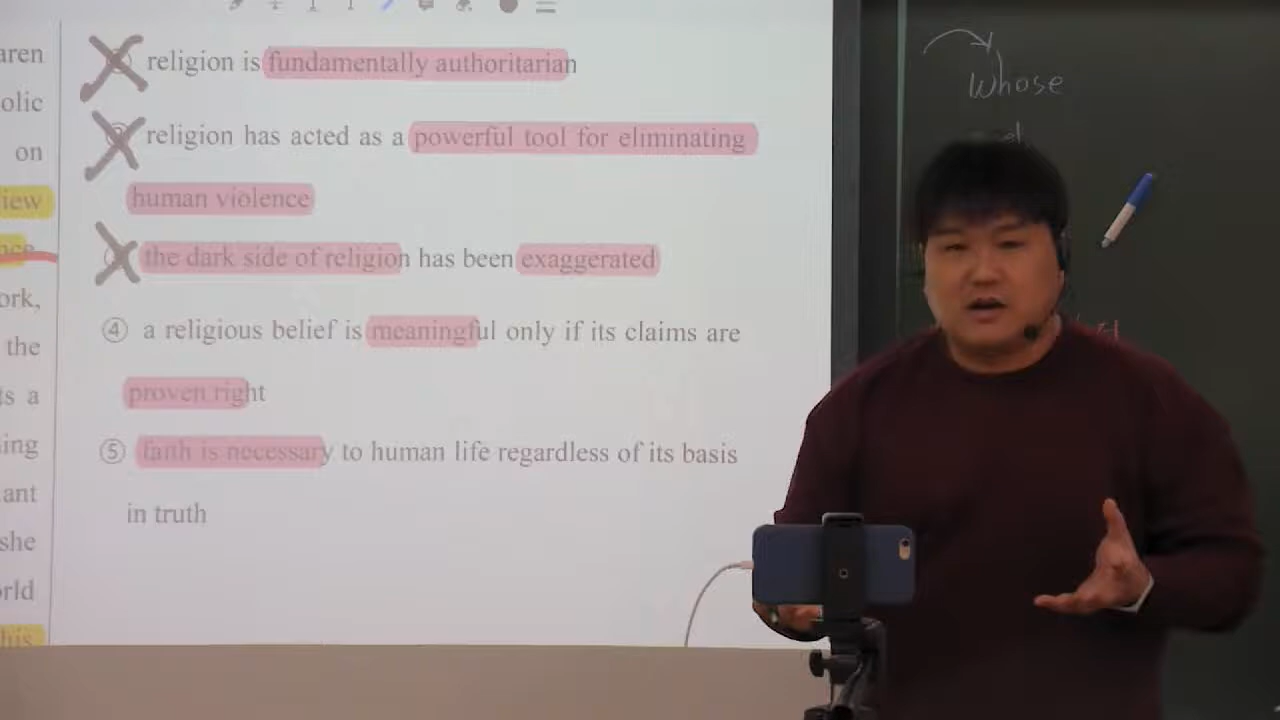 aren
olic
on
iew
ork,
the
ts a
ing
ant
she
orld
his
religion is fundamentally authoritarian
religion has acted as a powerful tool for eliminating
human violence
the dark side of religion has been exaggerated
④ a religious belief is meaningful only if its claims are
proven right
⑤ faith is necessary to human life regardless of its basis
in truth
Whose